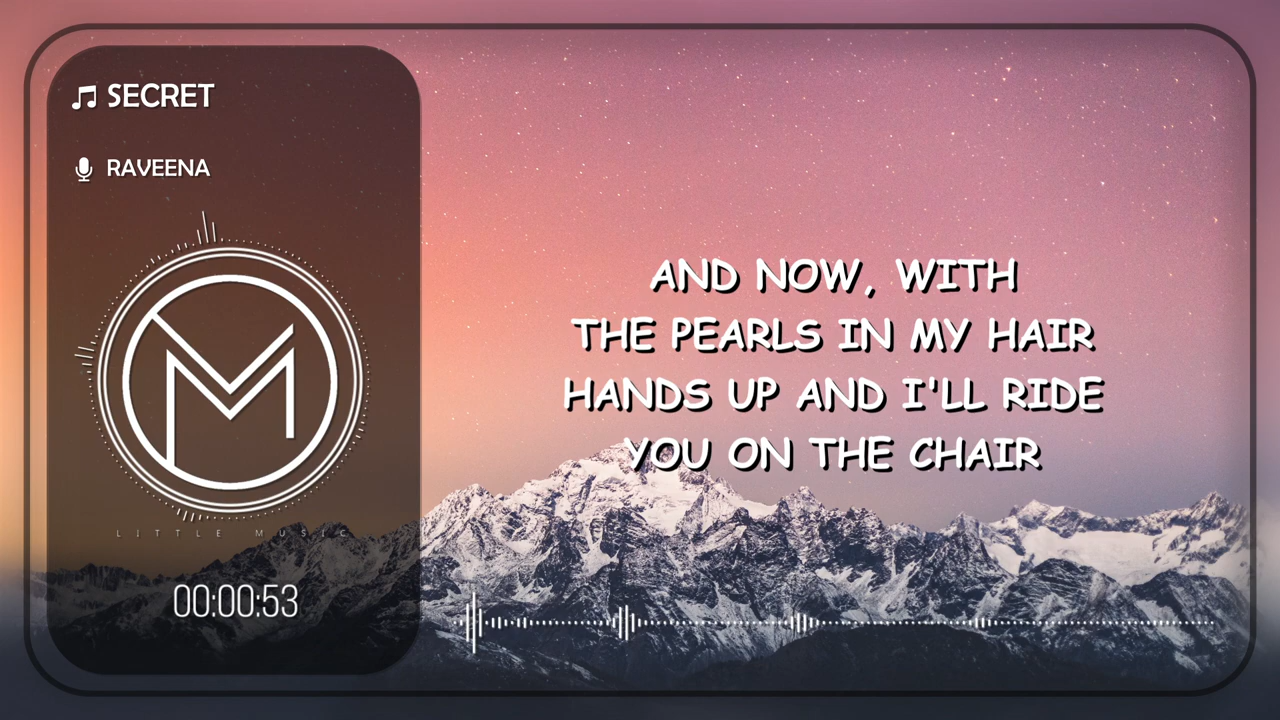 SECRET
RAVEENA
LITTLE MUSIC
00:00:53
AND NOW, WITH
THE PEARLS IN MY HAIR
HANDS UP AND I'LL RIDE
YOU ON THE CHAIR